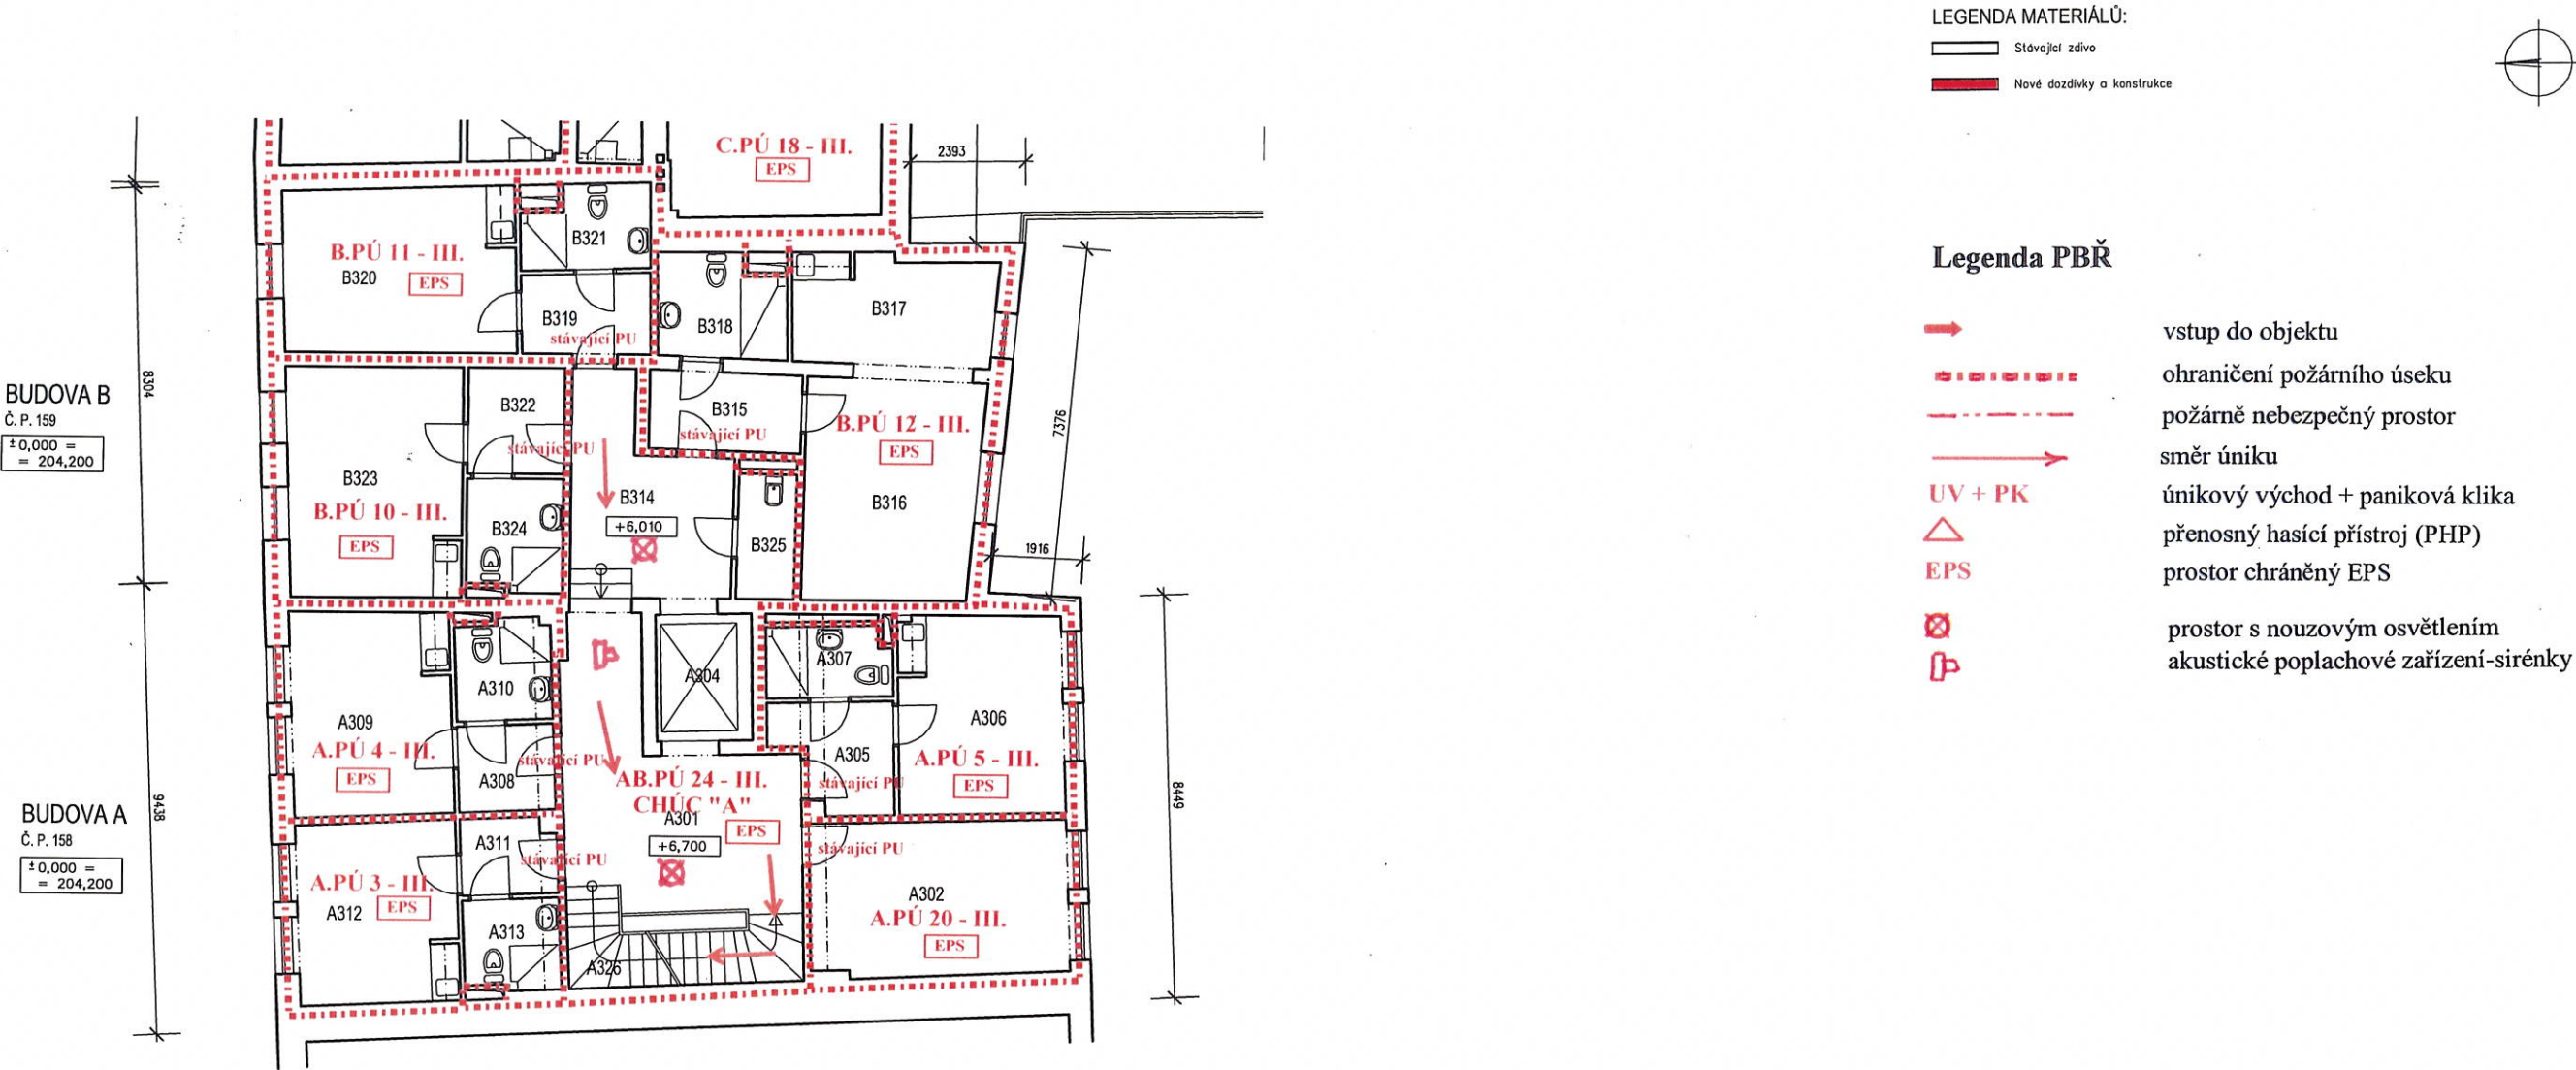 LEGENDA MATERIÁLŮ:
Stávající zdivo
Nové dozdívky a konstrukce
C.PÚ 18 - III.
EPS
2393
B321
B.PÚ 11 - III.
B320
EPS
B319
stávající PU
B318
B317
8304
BUDOVA B
Č. P. 159
±0,000 =
= 204,200
B322
B315
stávající PU
stávající PU
B.PÚ 12 - III.
EPS
7376
B323
B.PÚ 10 - III.
EPS
B324
B314
+6,010
B325
B316
1916
A310
A304
A307
A309
A.PÚ 4 - III.
EPS
A308
stávající PU
A306
A305
A.PÚ 5 - III.
EPS
stávající PU
AB.PÚ 24 - III.
CHÚC "A"
A301
EPS
+6,700
8449
9438
BUDOVA A
Č. P. 158
±0,000 =
= 204,200
A311
stávající PU
stávající PU
A.PÚ 3 - III.
A312
EPS
A313
A326
A302
A.PÚ 20 - III.
EPS
Legenda PBŘ
vstup do objektu
ohraničení požárního úseku
požárně nebezpečný prostor
směr úniku
UV + PK
únikový východ + paniková klika
přenosný hasící přístroj (PHP)
EPS
prostor chráněný EPS
prostor s nouzovým osvětlením
akustické poplachové zařízení-sirénky